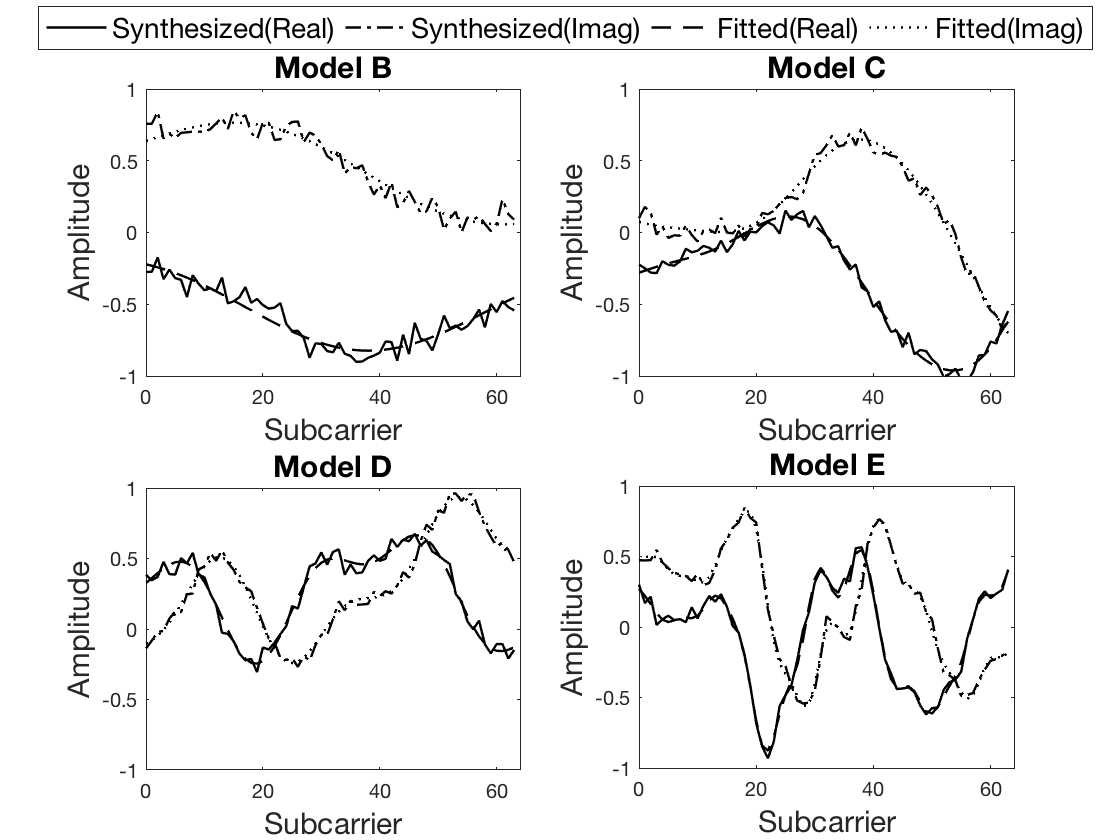 Synthesized(Real) Synthesized(Imag) Fitted(Real) Fitted(Imag)
Model B
1
0.5
0
-0.5
-1
0 20 40 60
Amplitude
Subcarrier
Model C
1
0.5
0
-0.5
-1
0 20 40 60
Amplitude
Subcarrier
Model D
1
0.5
0
-0.5
-1
0 20 40 60
Amplitude
Subcarrier
Model E
1
0.5
0
-0.5
-1
0 20 40 60
Amplitude
Subcarrier